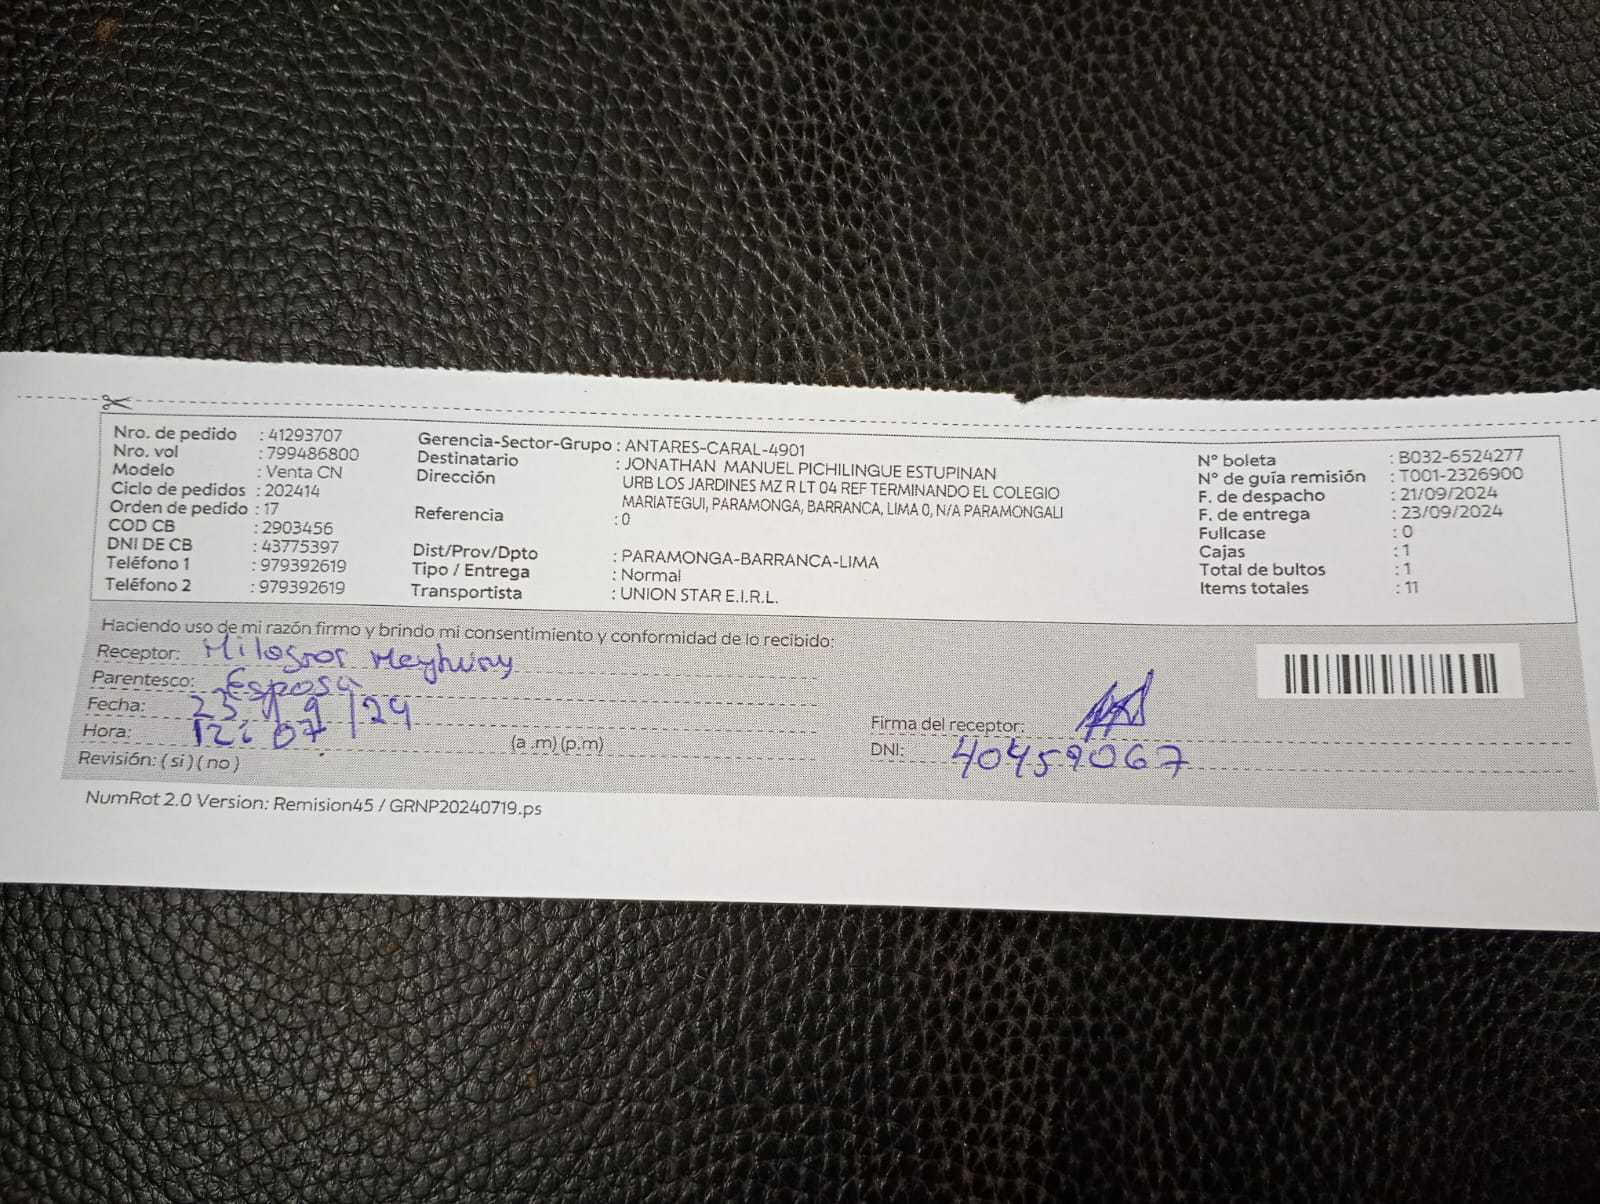 Nro. de pedido : 41293707
Nro. vol : 799486800
Modelo : Venta CN
Ciclo de pedidos : 202414
Orden de pedido : 17
COD CB : 2903456
DNI DE CB : 43775397
Teléfono 1 : 979392619
Teléfono 2 : 979392619
Gerencia-Sector-Grupo : ANTARES-CARAL-4901
Destinatario : JONATHAN MANUEL PICHILINGUE ESTUPINAN
Dirección URB LOS JARDINES MZ R LT 04 REF TERMINANDO EL COLEGIO
MARIATEGUI, PARAMONGA, BARRANCA, LIMA 0, N/A PARAMONGALI
Referencia : 0
Dist/Prov/Dpto : PARAMONGA-BARRANCA-LIMA
Tipo / Entrega : Normal
Transportista : UNION STAR E.I.R.L.
N° boleta : B032-6524277
N° de guía remisión : T001-2326900
F. de despacho : 21/09/2024
F. de entrega : 23/09/2024
Fullcase : 0
Cajas : 1
Total de bultos : 1
Items totales : 11
Haciendo uso de mi razón firmo y brindo mi consentimiento y conformidad de lo recibido:
Receptor: Milagros
Parentesco: Esposa
Fecha: 23/9/24
Hora: 12:07 (a .m) (p.m)
Revisión: ( si ) ( no )
Firma del receptor:
DNI: 40459067
NumRot 2.0 Version: Remision45 / GRNP20240719.ps